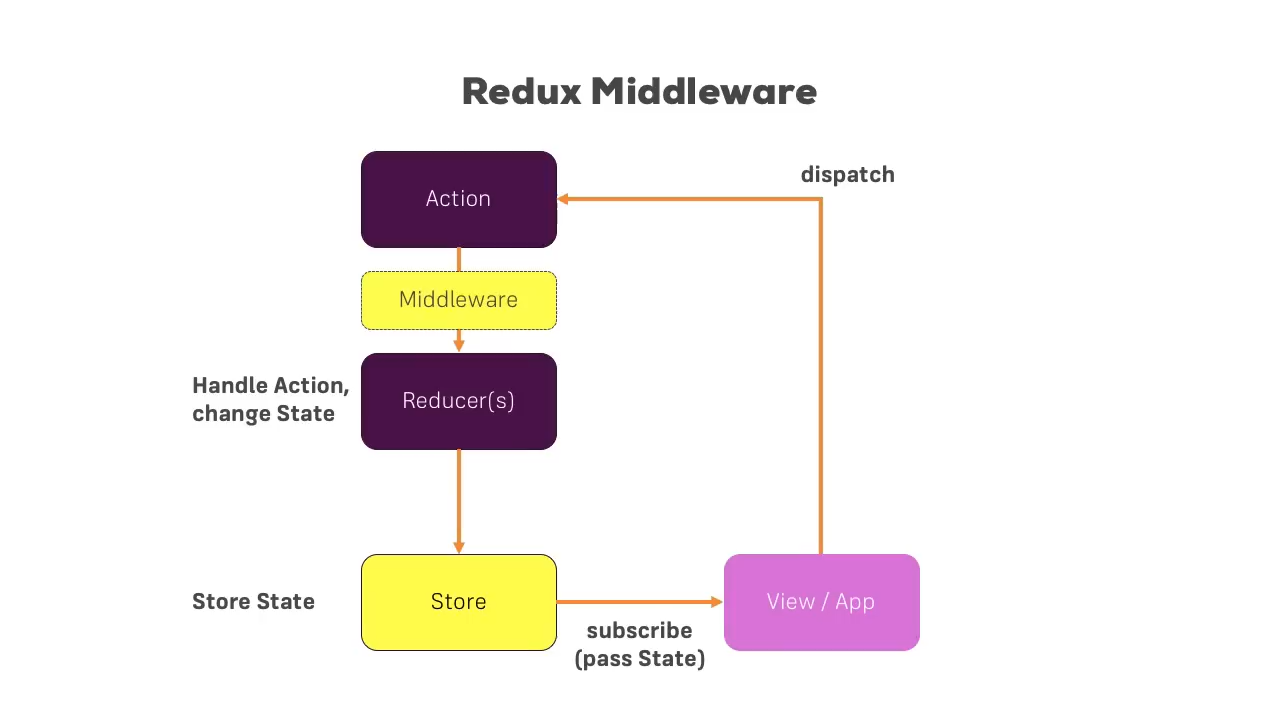 Redux Middleware
dispatch
Action
Middleware
Handle Action,
change State
Reducer(s)
Store State
Store
View / App
subscribe
(pass State)